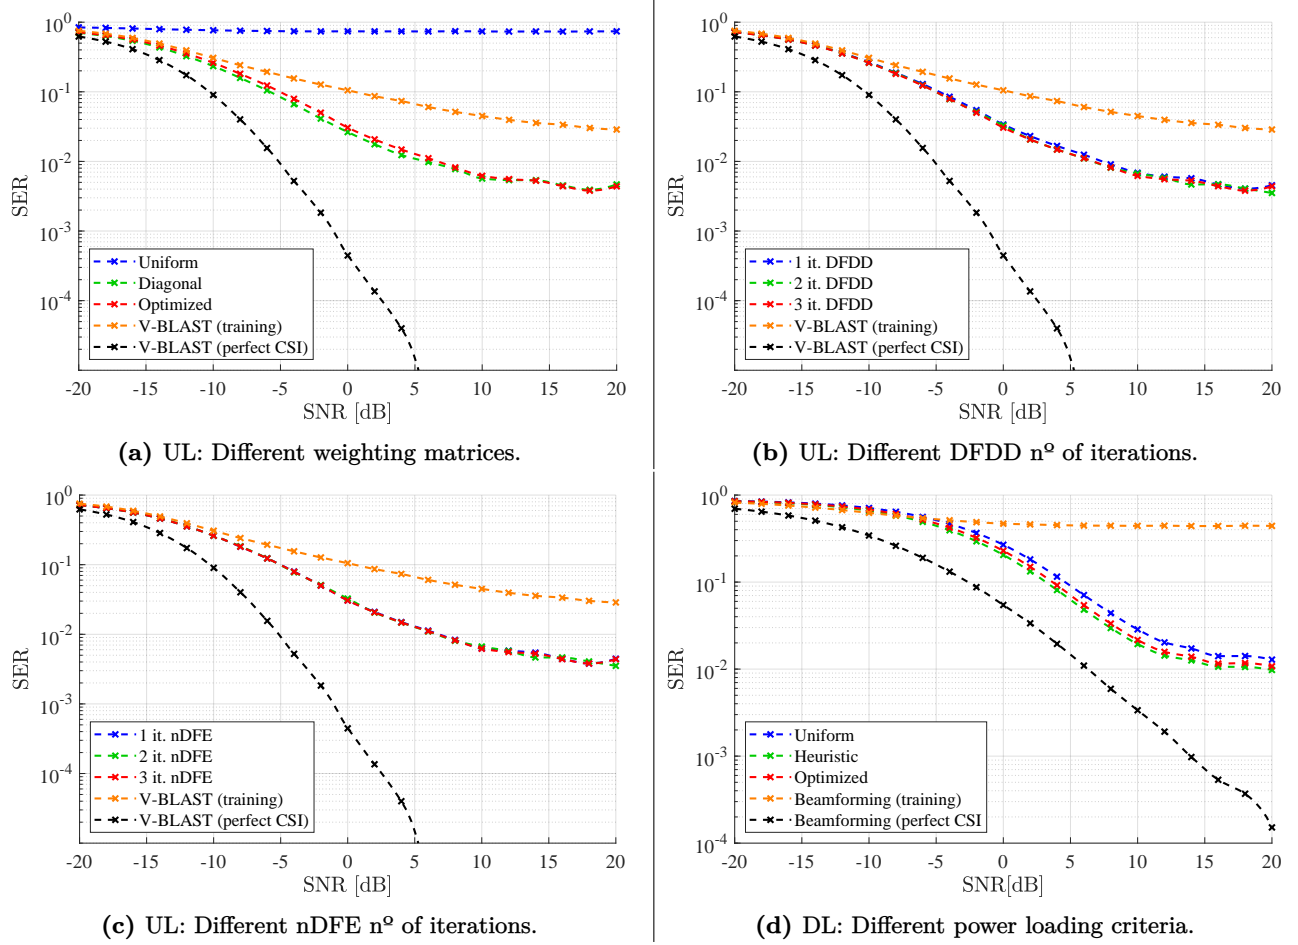 10^0
10^-1
10^-2
10^-3
10^-4
SER
Uniform
Diagonal
Optimized
V-BLAST (training)
V-BLAST (perfect CSI)
-20 -15 -10 -5 0 5 10 15 20
SNR [dB]
(a) UL: Different weighting matrices.
10^0
10^-1
10^-2
10^-3
10^-4
SER
1 it. DFDD
2 it. DFDD
3 it. DFDD
V-BLAST (training)
V-BLAST (perfect CSI)
-20 -15 -10 -5 0 5 10 15 20
SNR [dB]
(b) UL: Different DFDD nº of iterations.
10^0
10^-1
10^-2
10^-3
10^-4
SER
1 it. nDFE
2 it. nDFE
3 it. nDFE
V-BLAST (training)
V-BLAST (perfect CSI)
-20 -15 -10 -5 0 5 10 15 20
SNR [dB]
(c) UL: Different nDFE nº of iterations.
10^0
10^-1
10^-2
10^-3
10^-4
SER
Uniform
Heuristic
Optimized
Beamforming (training)
Beamforming (perfect CSI
-20 -15 -10 -5 0 5 10 15 20
SNR[dB]
(d) DL: Different power loading criteria.